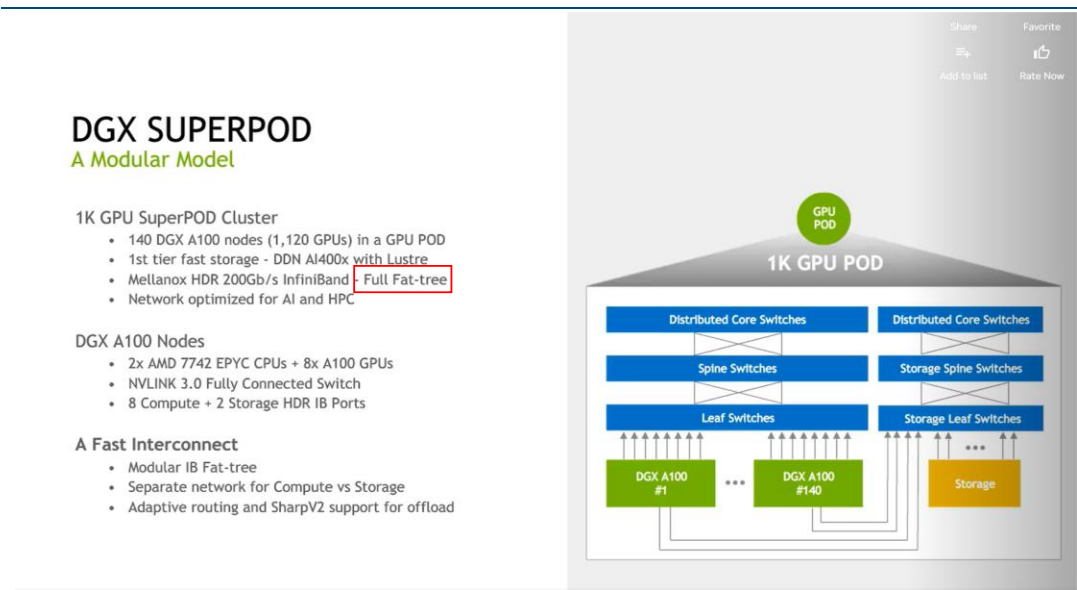 Share
Favorite
Add to list
Rate Now
DGX SUPERPOD
A Modular Model
1K GPU SuperPOD Cluster
• 140 DGX A100 nodes (1,120 GPUs) in a GPU POD
• 1st tier fast storage - DDN AI400x with Lustre
• Mellanox HDR 200Gb/s InfiniBand - Full Fat-tree
• Network optimized for AI and HPC
DGX A100 Nodes
• 2x AMD 7742 EPYC CPUs + 8x A100 GPUs
• NVLINK 3.0 Fully Connected Switch
• 8 Compute + 2 Storage HDR IB Ports
A Fast Interconnect
• Modular IB Fat-tree
• Separate network for Compute vs Storage
• Adaptive routing and SharpV2 support for offload
GPU
POD
1K GPU POD
Distributed Core Switches
Distributed Core Switches
Spine Switches
Storage Spine Switches
Leaf Switches
Storage Leaf Switches
DGX A100
#1
DGX A100
#140
Storage